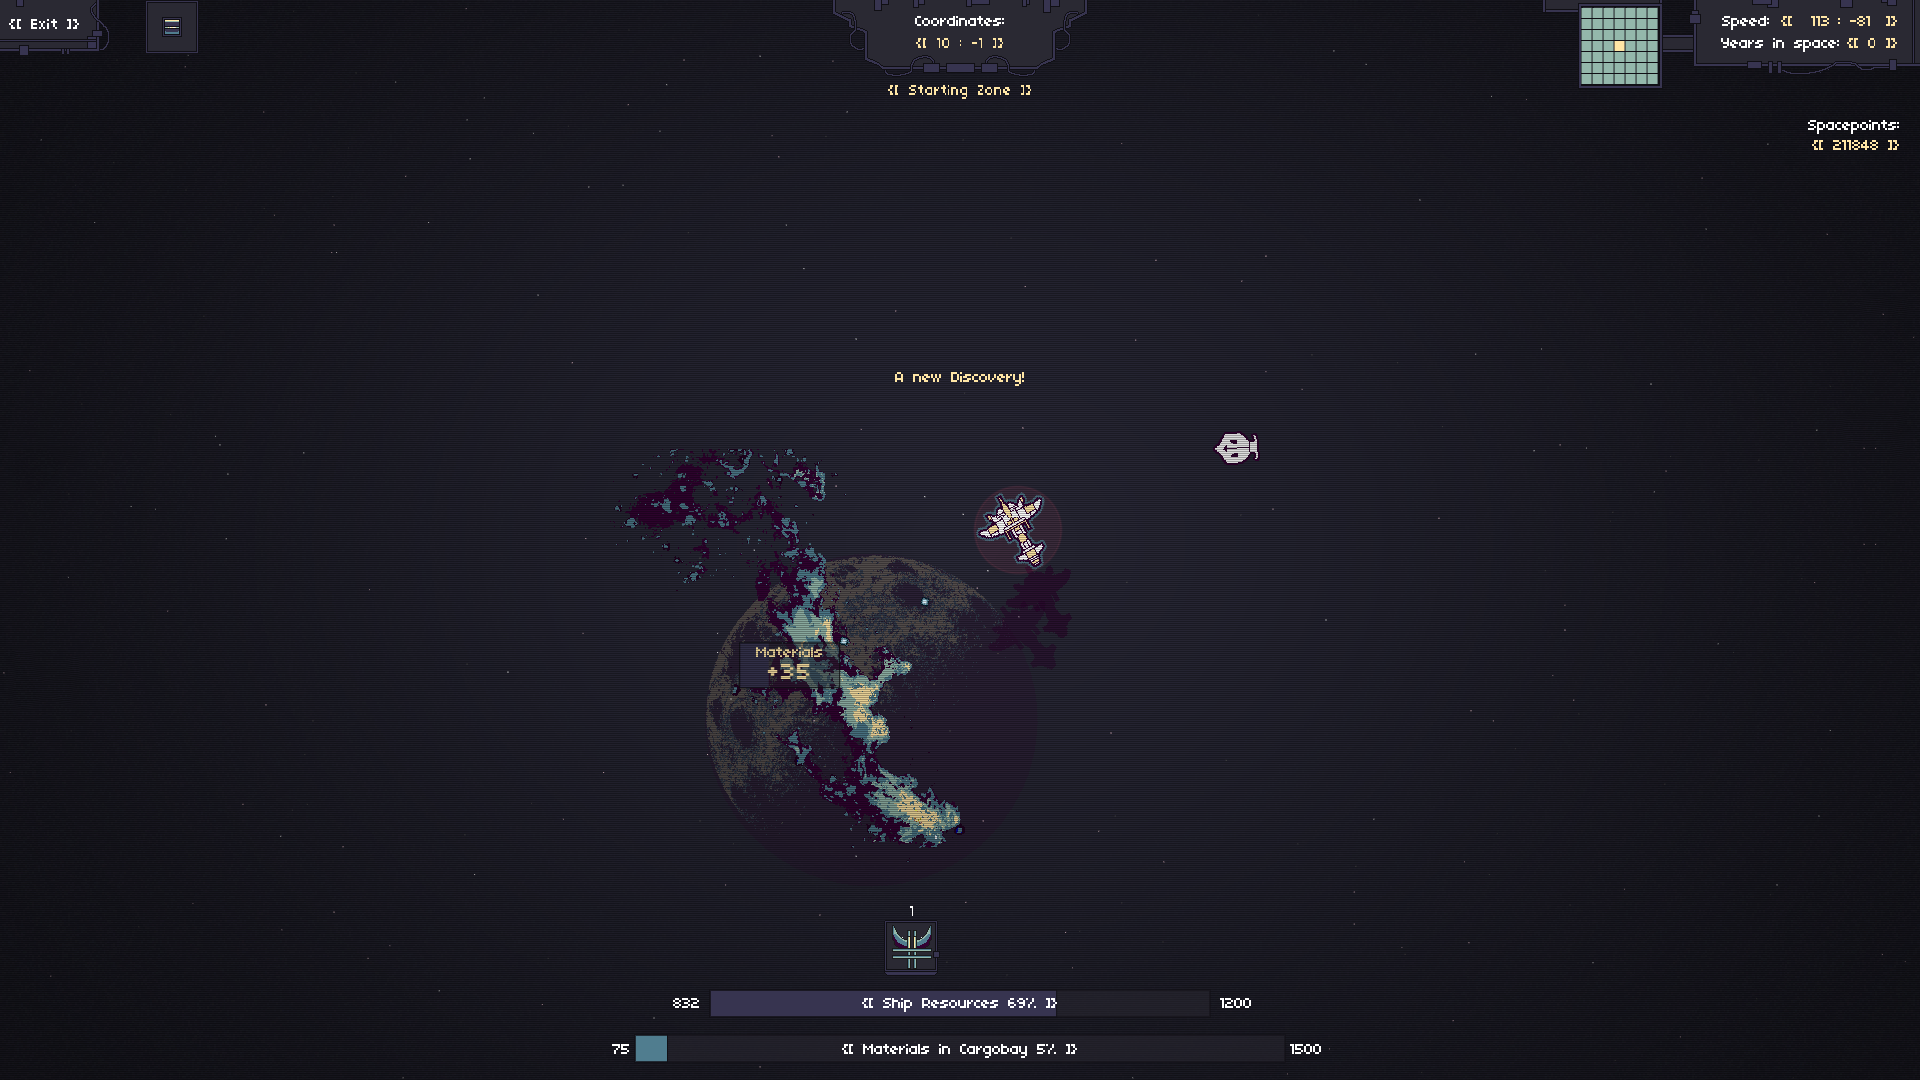 {[ Exit ]}
Coordinates:
{[ 10 : -1 ]}
{[ Starting Zone ]}
Speed: {[ 113 : -81 ]}
Years in space: {[ 0 ]}
Spacepoints:
{[ 211848 ]}
A new Discovery!
Materials
+35
1
832 {[ Ship Resources 69% ]} 1200
75 {[ Materials in Cargobay 5% ]} 1500